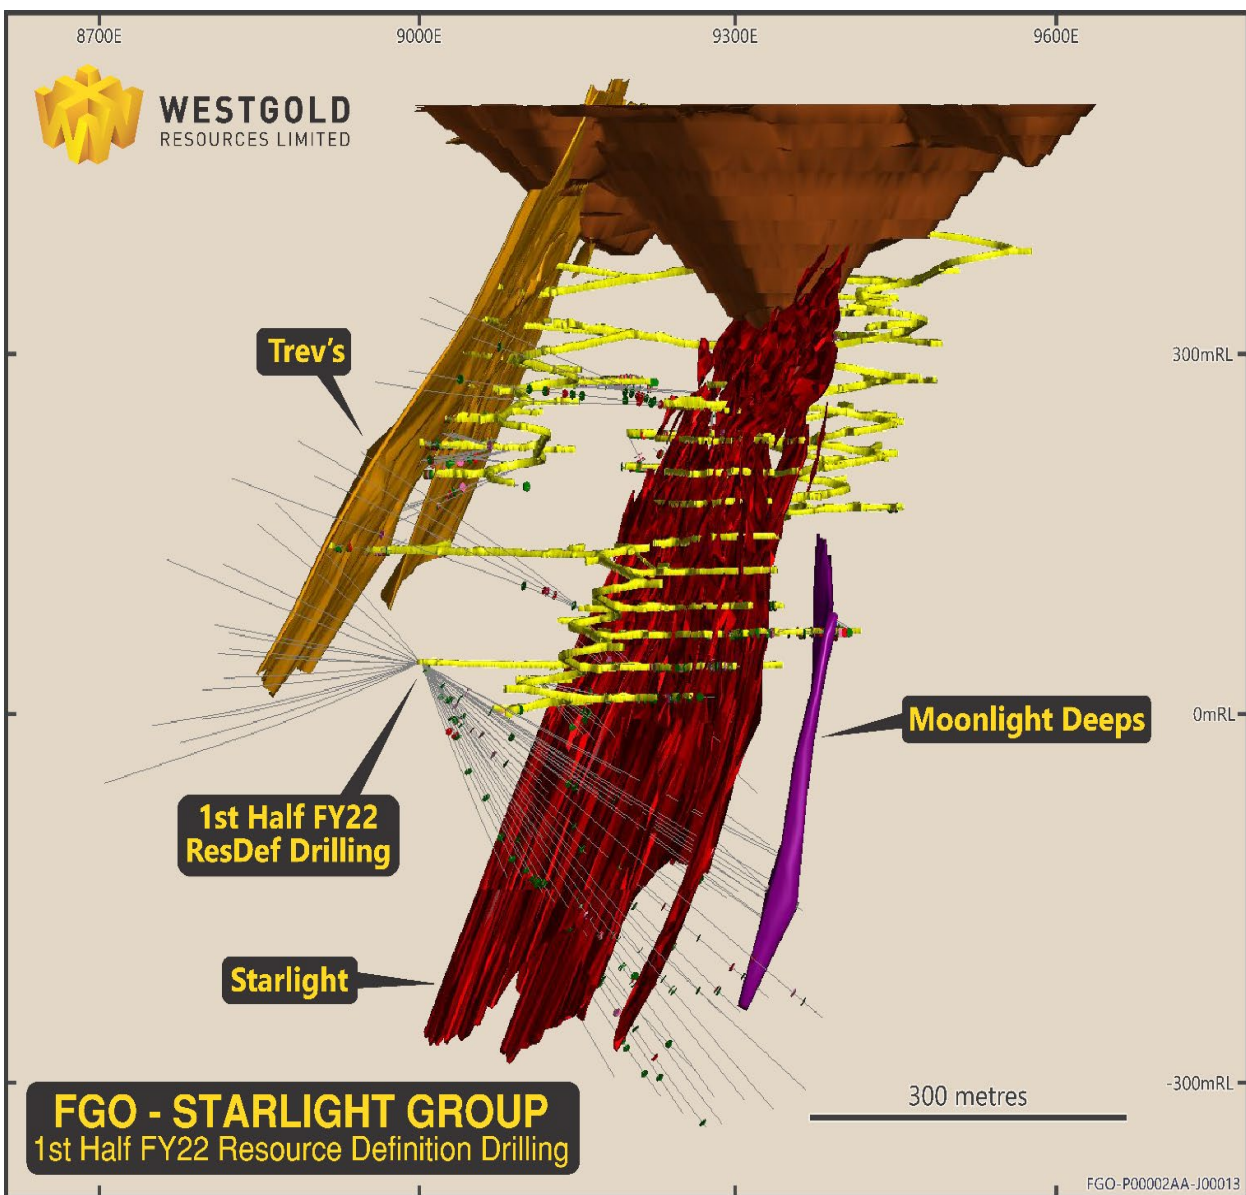 8700E
9000E
9300E
9600E
WESTGOLD
RESOURCES LIMITED
Trev's
300mRL
Moonlight Deeps
0mRL
1st Half FY22
ResDef Drilling
Starlight
-300mRL
300 metres
FGO - STARLIGHT GROUP
1st Half FY22 Resource Definition Drilling
FGO-P00002AA-J00013